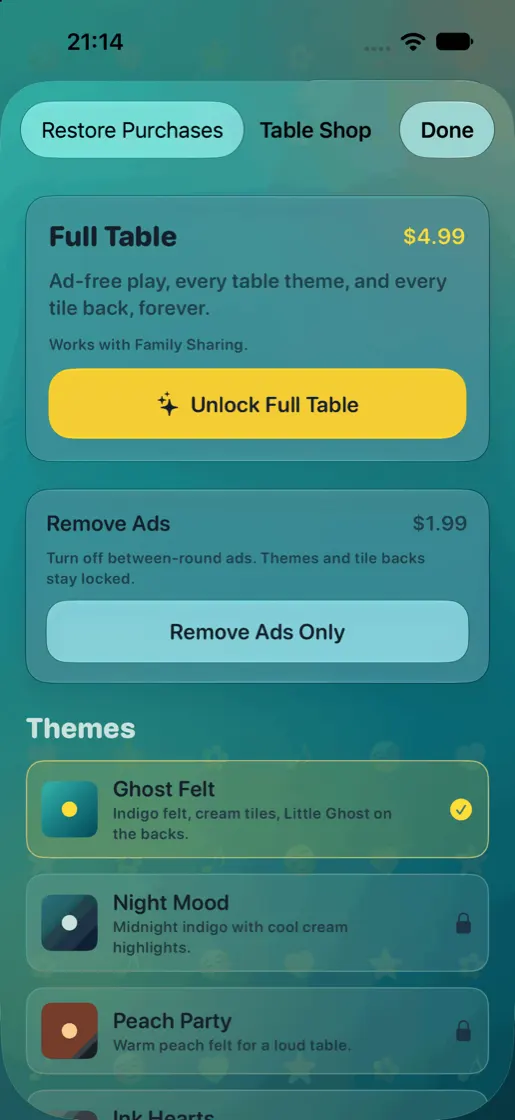 21:14
Restore Purchases
Table Shop
Done
Full Table
$4.99
Ad-free play, every table theme, and every
tile back, forever.
Works with Family Sharing.
Unlock Full Table
Remove Ads
$1.99
Turn off between-round ads. Themes and tile backs
stay locked.
Remove Ads Only
Themes
Ghost Felt
Indigo felt, cream tiles, Little Ghost on
the backs.
Night Mood
Midnight indigo with cool cream
highlights.
Peach Party
Warm peach felt for a loud table.
Ink Hearts